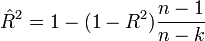 R̂² = 1 − (1 − R²) (n − 1)/(n − k)